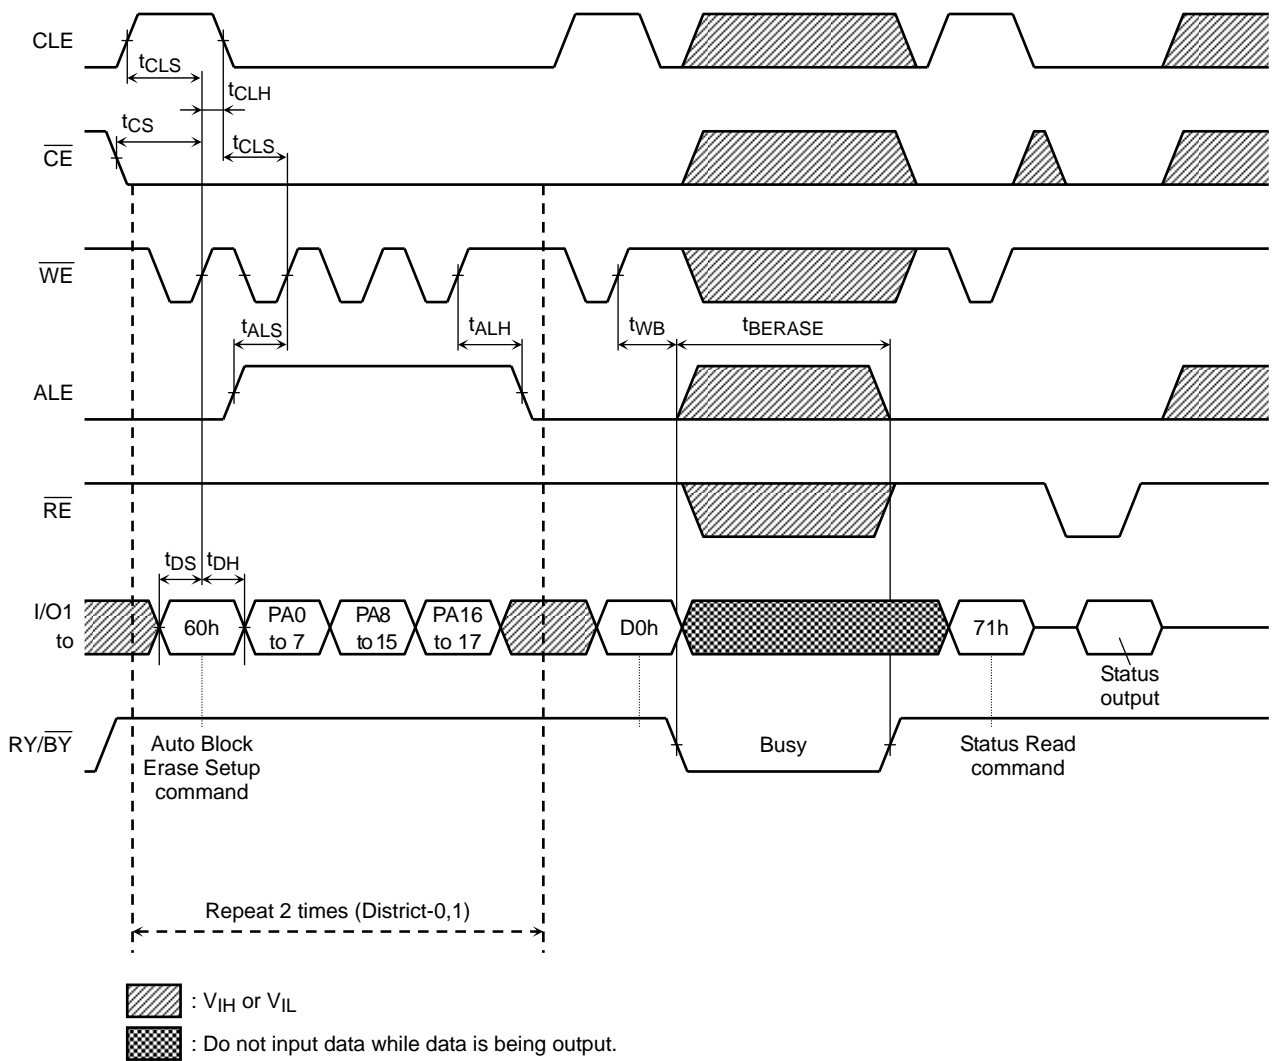 CLE
tCLS
tCLH
tCS
tCLS
CE
WE
tALS
tALH
tWB
tBERASE
ALE
RE
tDS
tDH
I/O1
to
60h
PA0
to 7
PA8
to 15
PA16
to 17
D0h
71h
Status
output
RY/BY
Auto Block
Erase Setup
command
Busy
Status Read
command
Repeat 2 times (District-0,1)
: VIH or VIL
: Do not input data while data is being output.